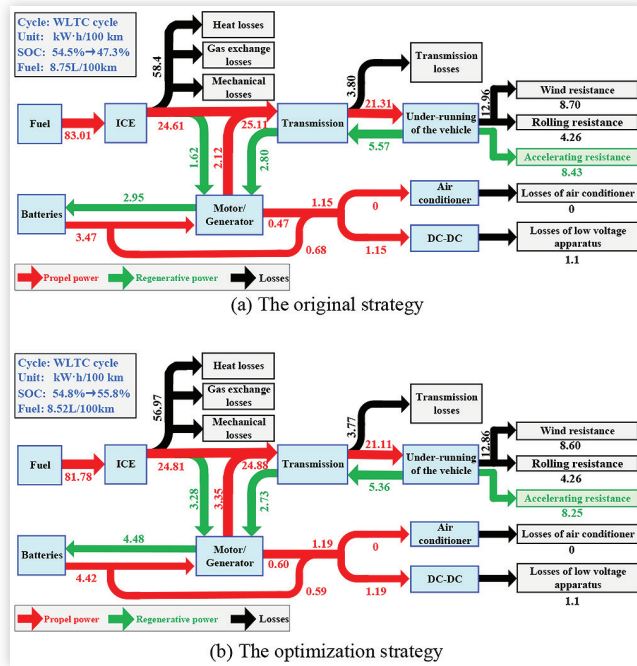 Cycle: WLTC cycle
Unit: kW·h/100 km
SOC: 54.5%→47.3%
Fuel: 8.75L/100km
58.4
Heat losses
Gas exchange
losses
Mechanical
losses
3.80
Transmission
losses
12.96
Wind resistance
8.70
Rolling resistance
4.26
Accelerating resistance
8.43
Fuel
83.01
ICE
24.61
25.11
Transmission
21.31
Under-running
of the vehicle
5.57
1.62
2.12
2.80
Batteries
2.95
3.47
Motor/
Generator
0.47
0.68
1.15
0
1.15
Air
conditioner
Losses of air conditioner
0
DC-DC
Losses of low voltage
apparatus
1.1
Propel power
Regenerative power
Losses
(a) The original strategy
Cycle: WLTC cycle
Unit: kW·h/100 km
SOC: 54.8%→55.8%
Fuel: 8.52L/100km
56.97
Heat losses
Gas exchange
losses
Mechanical
losses
3.77
Transmission
losses
12.86
Wind resistance
8.60
Rolling resistance
4.26
Accelerating resistance
8.25
Fuel
81.78
ICE
24.81
24.88
Transmission
21.11
Under-running
of the vehicle
5.36
3.28
3.35
2.73
Batteries
4.48
4.42
Motor/
Generator
0.60
0.59
1.19
0
1.19
Air
conditioner
Losses of air conditioner
0
DC-DC
Losses of low voltage
apparatus
1.1
Propel power
Regenerative power
Losses
(b) The optimization strategy